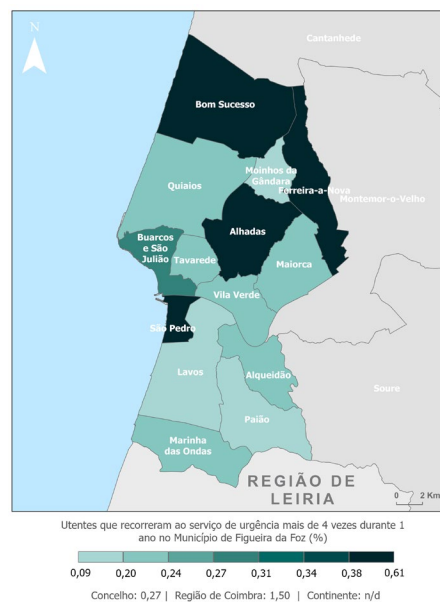 Cantanhede
N
Bom Sucesso
Moinhos da
Gândara
Ferreira-a-Nova
Quiaios
Montemor-o-Velho
Alhadas
Buarcos
e São
Julião
Tavarede
Maiorca
Vila Verde
São Pedro
Lavos
Alqueidão
Soure
Paião
Marinha
das Ondas
REGIÃO DE
LEIRIA
0 2 Km
Utentes que recorreram ao serviço de urgência mais de 4 vezes durante 1
ano no Município de Figueira da Foz (%)
0,09 0,20 0,24 0,27 0,31 0,34 0,38 0,61
Concelho: 0,27 | Região de Coimbra: 1,50 | Continente: n/d